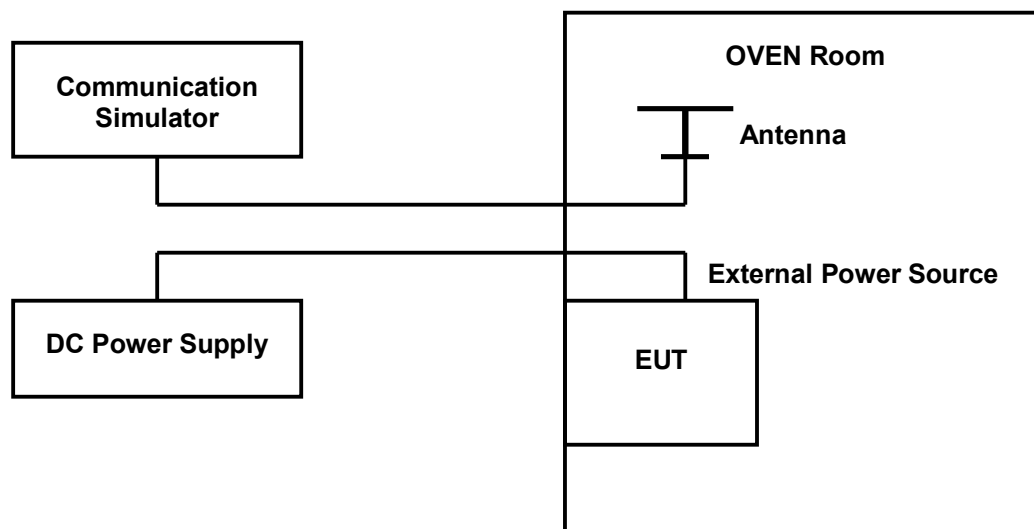 Communication
Simulator
OVEN Room
Antenna
External Power Source
DC Power Supply
EUT